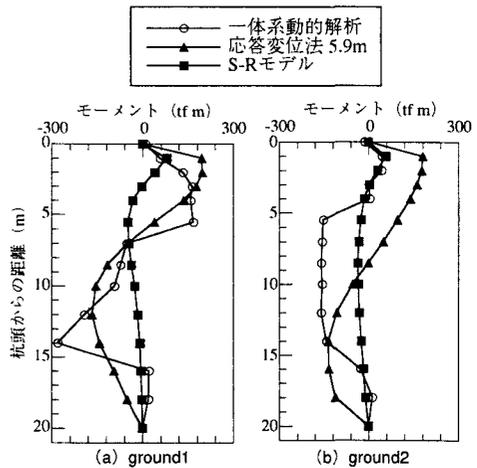 一体系動的解析
応答変位法 5.9m
S-Rモデル
モーメント (tf m)
-300 0 300
モーメント (tf m)
-300 0 300
杭頭からの距離 (m)
0
5
10
15
20
0
5
10
15
20
(a) ground1
(b) ground2